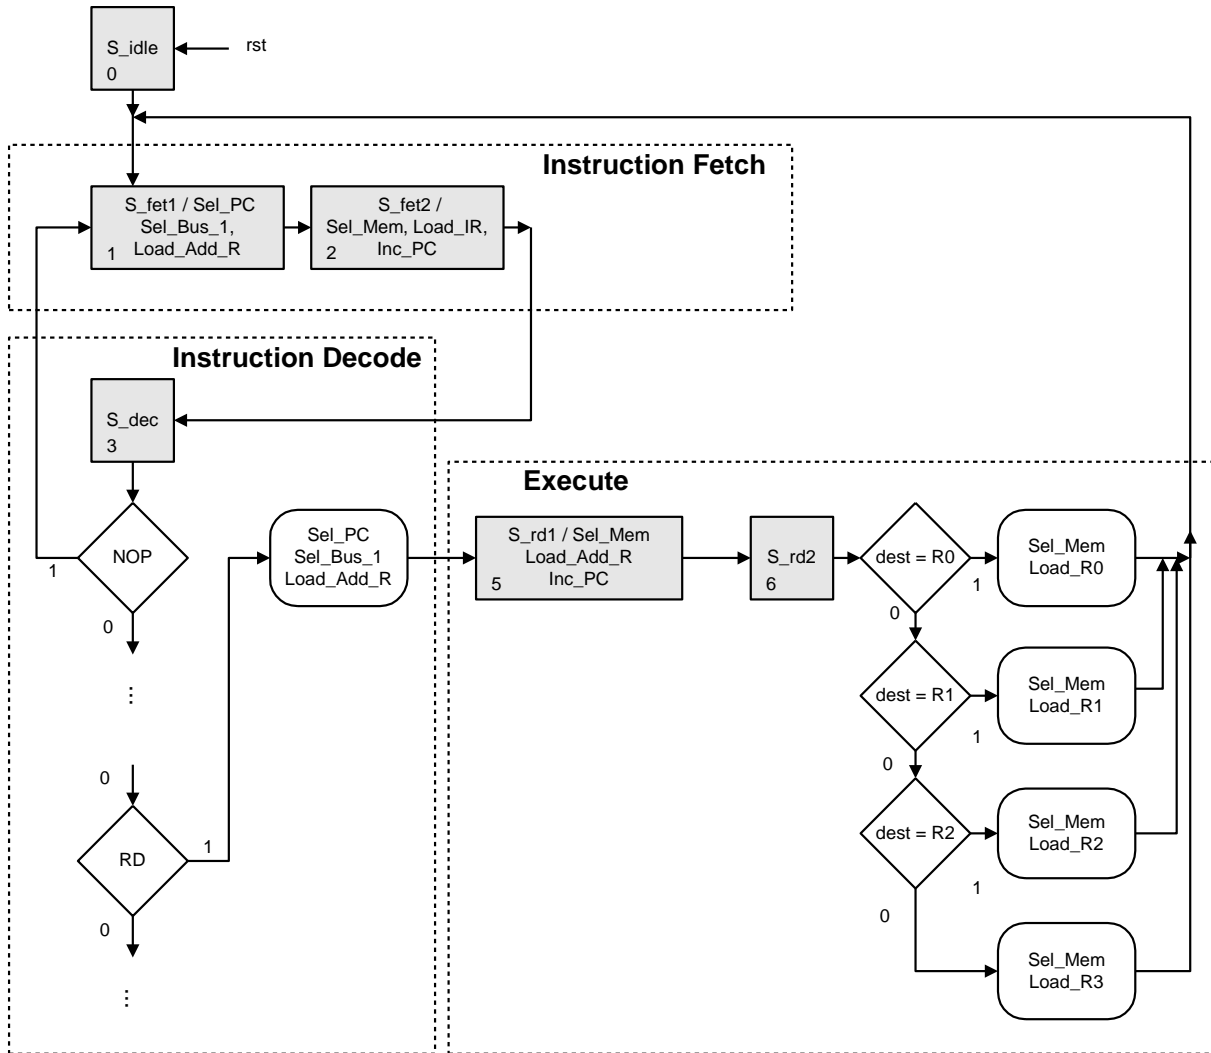 S_idle
0
rst
Instruction Fetch
S_fet1 / Sel_PC
Sel_Bus_1,
Load_Add_R
1
S_fet2 /
Sel_Mem, Load_IR,
Inc_PC
2
Instruction Decode
S_dec
3
NOP
1
0
...
0
RD
1
0
...
Sel_PC
Sel_Bus_1
Load_Add_R
Execute
S_rd1 / Sel_Mem
Load_Add_R
Inc_PC
5
S_rd2
6
dest = R0
1
0
Sel_Mem
Load_R0
dest = R1
1
0
Sel_Mem
Load_R1
dest = R2
1
0
Sel_Mem
Load_R2
Sel_Mem
Load_R3